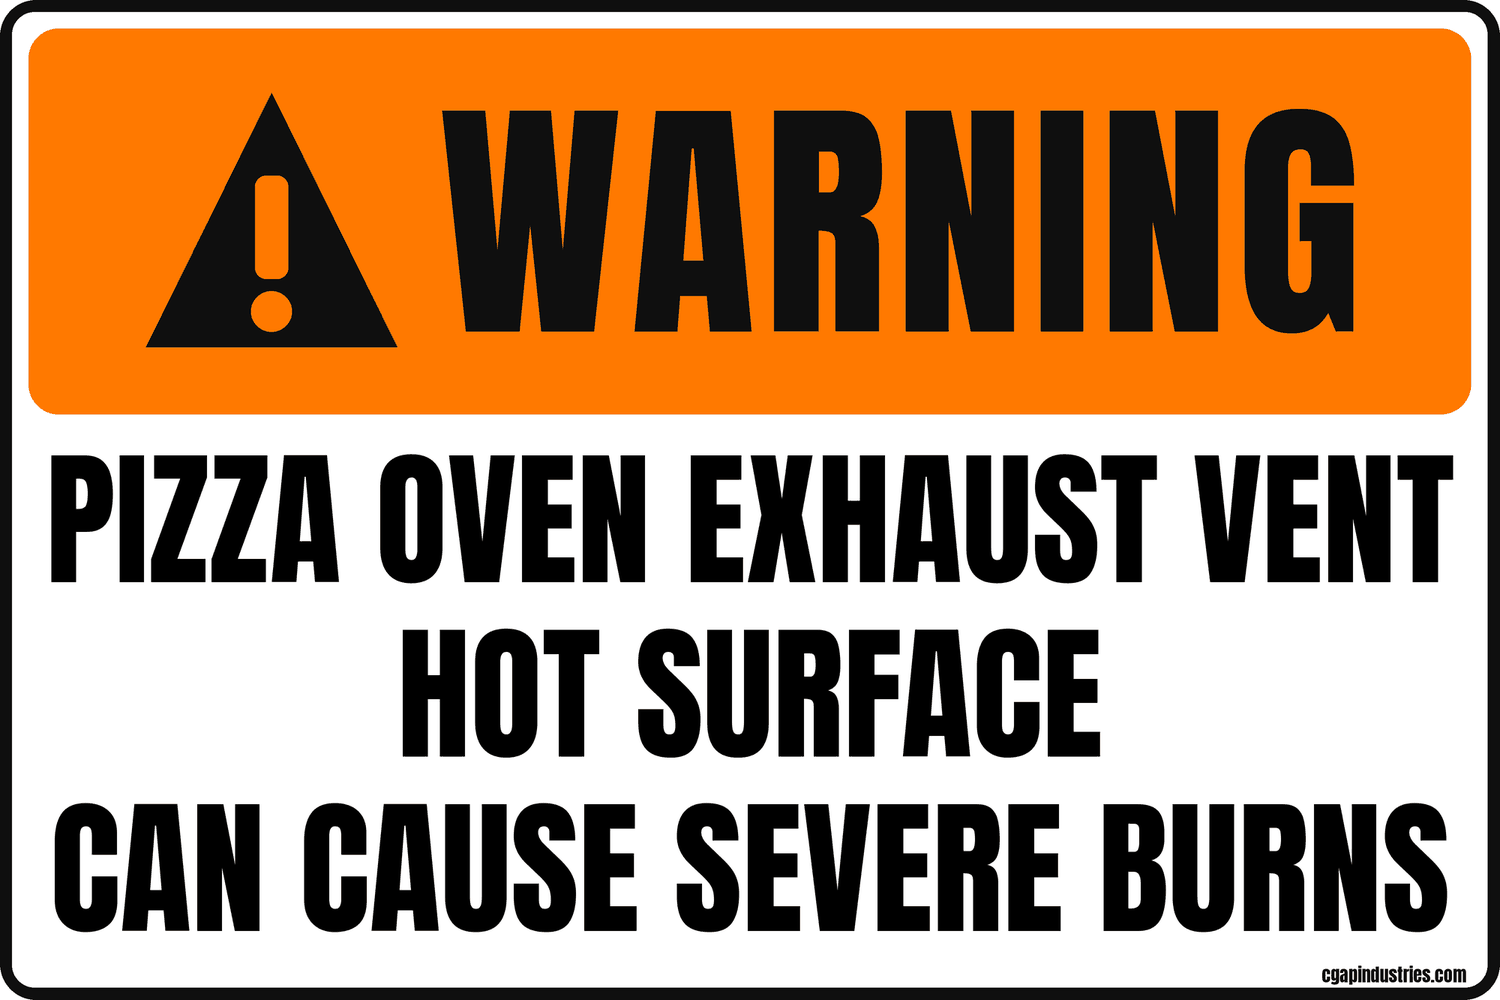 WARNING
PIZZA OVEN EXHAUST VENT
HOT SURFACE
CAN CAUSE SEVERE BURNS
cgapindustries.com